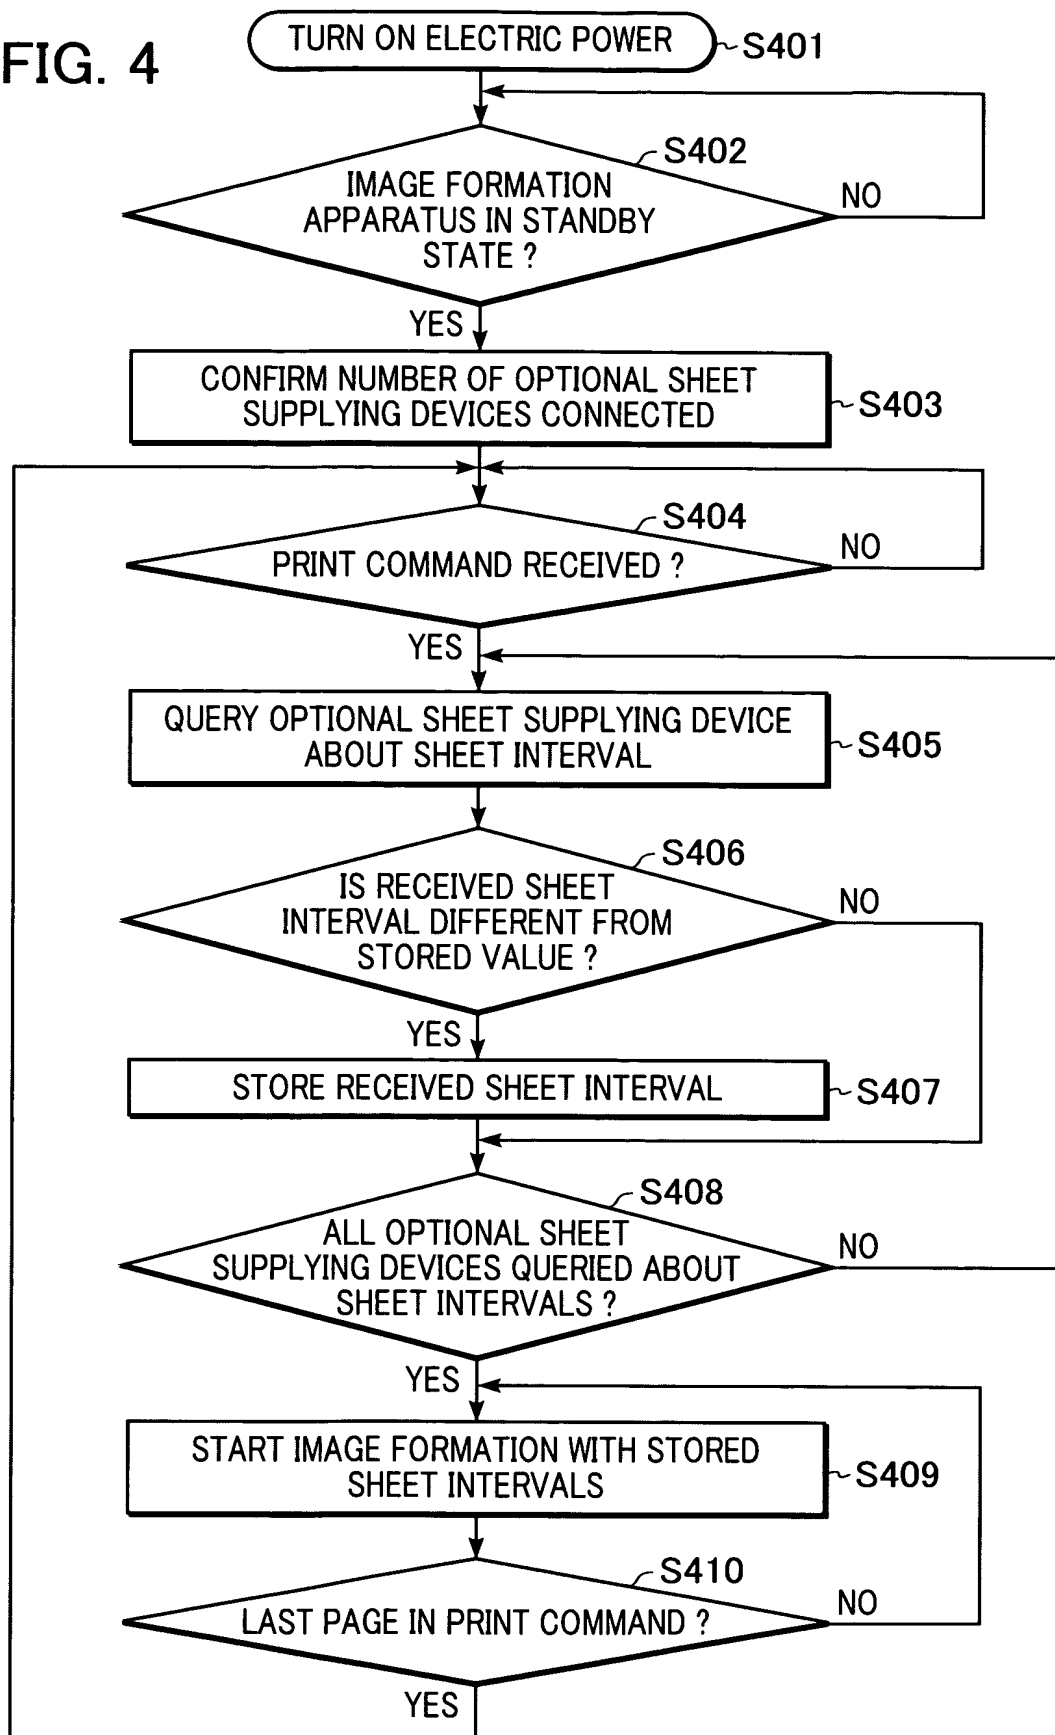 FIG. 4
TURN ON ELECTRIC POWER
S401
S402
IMAGE FORMATION
APPARATUS IN STANDBY
STATE ?
NO
YES
CONFIRM NUMBER OF OPTIONAL SHEET
SUPPLYING DEVICES CONNECTED
S403
S404
PRINT COMMAND RECEIVED ?
NO
YES
QUERY OPTIONAL SHEET SUPPLYING DEVICE
ABOUT SHEET INTERVAL
S405
S406
IS RECEIVED SHEET
INTERVAL DIFFERENT FROM
STORED VALUE ?
NO
YES
STORE RECEIVED SHEET INTERVAL
S407
S408
ALL OPTIONAL SHEET
SUPPLYING DEVICES QUERIED ABOUT
SHEET INTERVALS ?
NO
YES
START IMAGE FORMATION WITH STORED
SHEET INTERVALS
S409
S410
LAST PAGE IN PRINT COMMAND ?
NO
YES